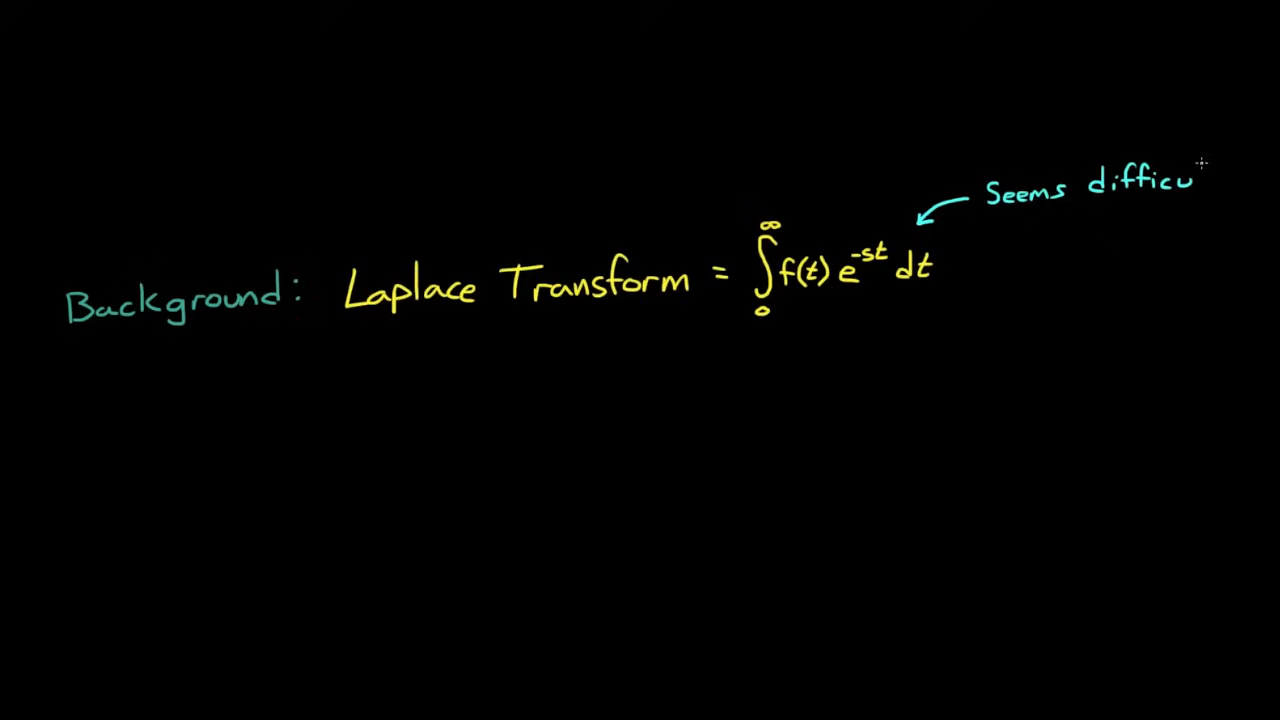 Seems difficu
Background: Laplace Transform = ∫₀^∞ f(t) e^{-st} dt